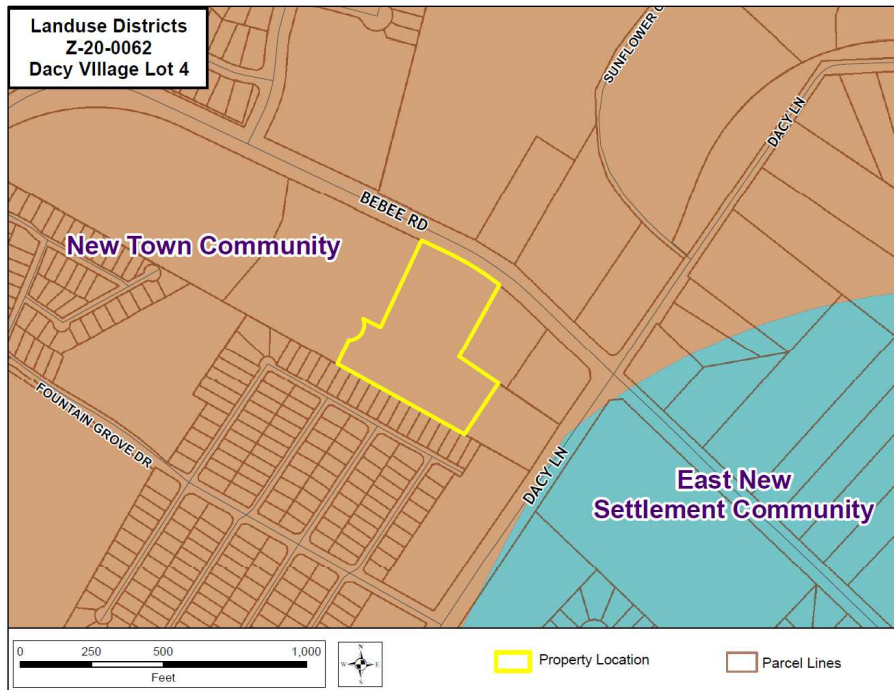 Landuse Districts
Z-20-0062
Dacy VIllage Lot 4
SUNFLOWER
DACY LN
BEBEE RD
New Town Community
FOUNTAIN GROVE DR
DACY LN
East New
Settlement Community
0 250 500 1,000
Feet
N
W E
S
Property Location
Parcel Lines